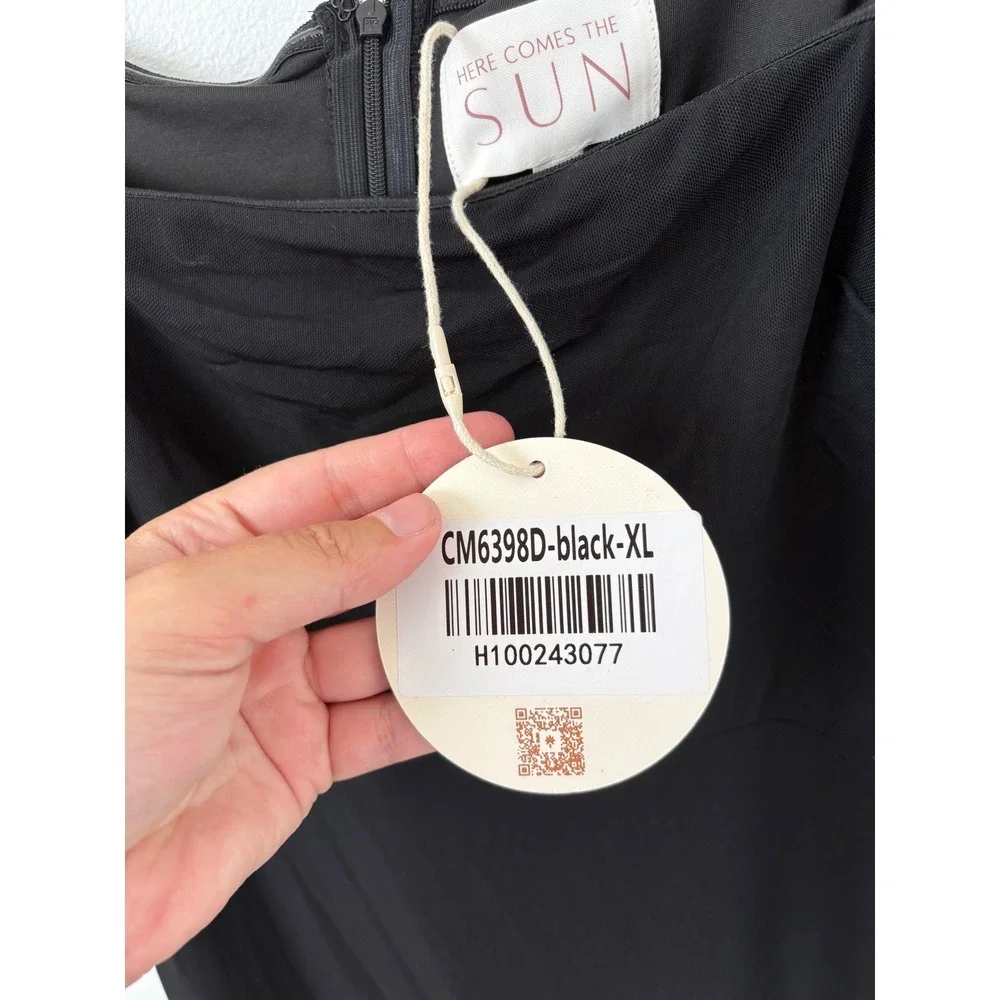 HERE COMES THE
SUN
CM6398D-black-XL
H100243077